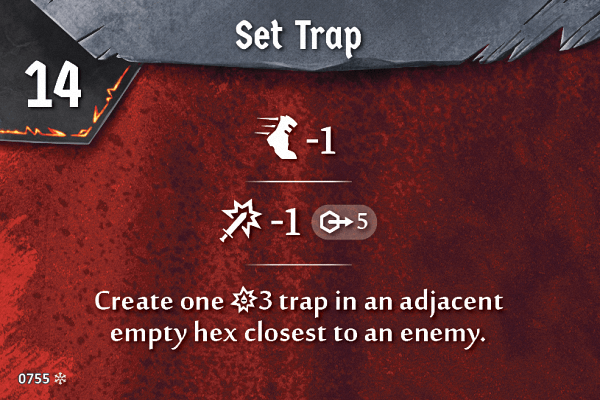 Set Trap
14
-1
-1 5
Create one 3 trap in an adjacent
empty hex closest to an enemy.
0755